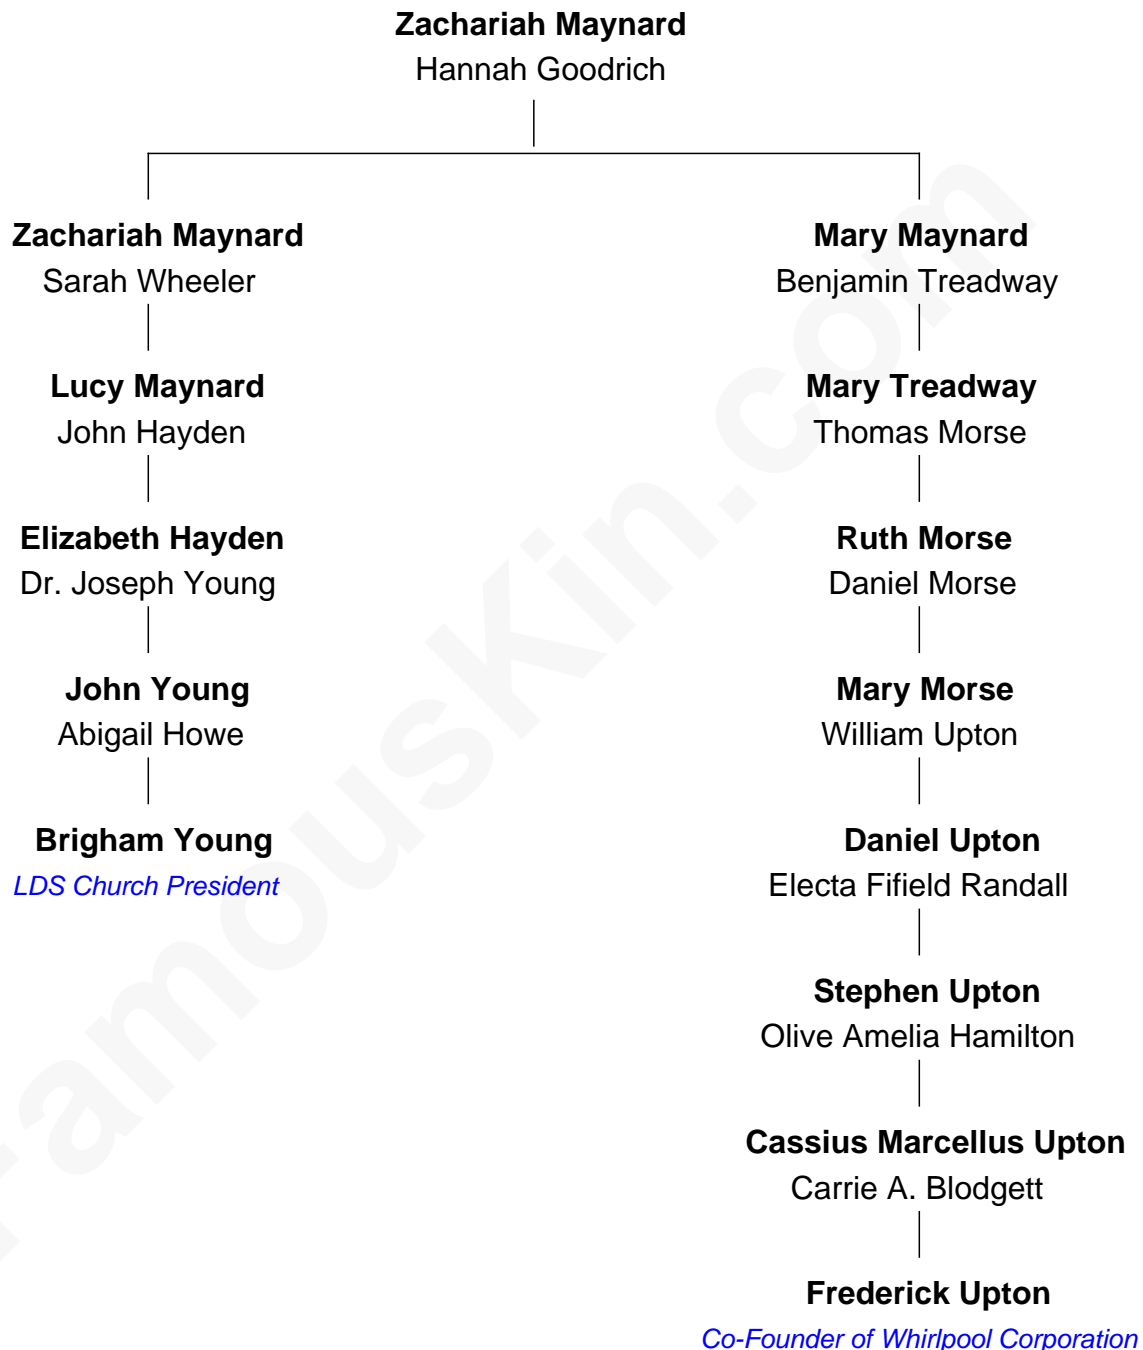 Zachariah Maynard
Hannah Goodrich
Zachariah Maynard
Sarah Wheeler
Lucy Maynard
John Hayden
Elizabeth Hayden
Dr. Joseph Young
John Young
Abigail Howe
Brigham Young
LDS Church President
Mary Maynard
Benjamin Treadway
Mary Treadway
Thomas Morse
Ruth Morse
Daniel Morse
Mary Morse
William Upton
Daniel Upton
Electa Fifield Randall
Stephen Upton
Olive Amelia Hamilton
Cassius Marcellus Upton
Carrie A. Blodgett
Frederick Upton
Co-Founder of Whirlpool Corporation
FamousKin.com